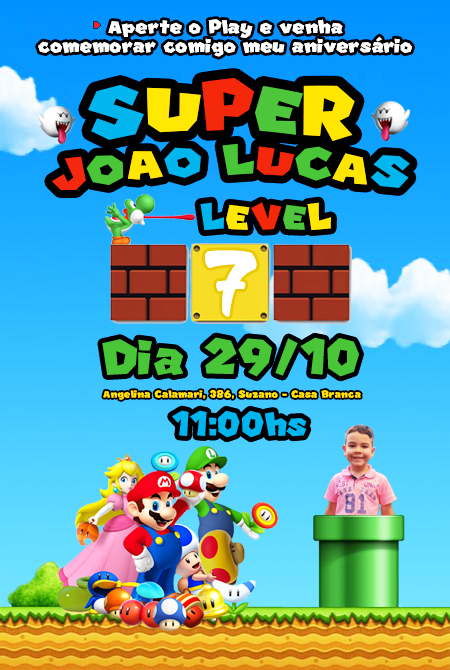 Aperte o Play e venha
comemorar comigo meu aniversário
SUPER
JOAO LUCAS
LEVEL
7
Dia 29/10
Angelina Calamari, 386, Suzano - Casa Branca
11:00hs
M
81